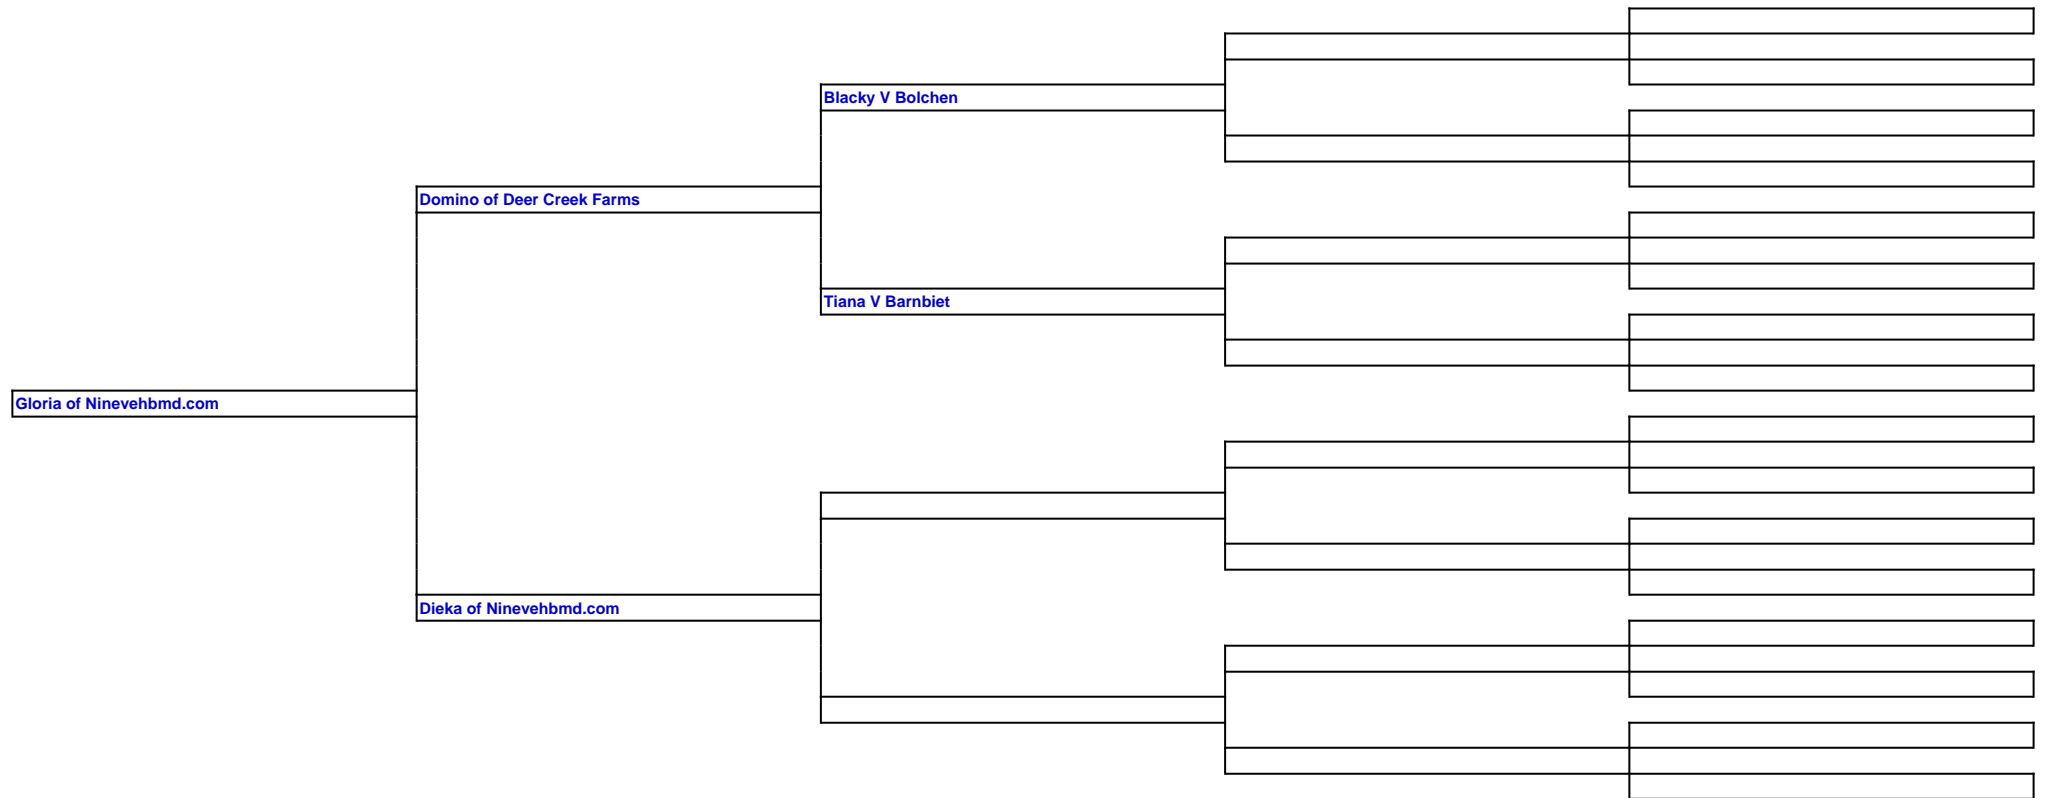 Blacky V Bolchen
Domino of Deer Creek Farms
Tiana V Barnbiet
Gloria of Ninevehbmd.com
Dieka of Ninevehbmd.com